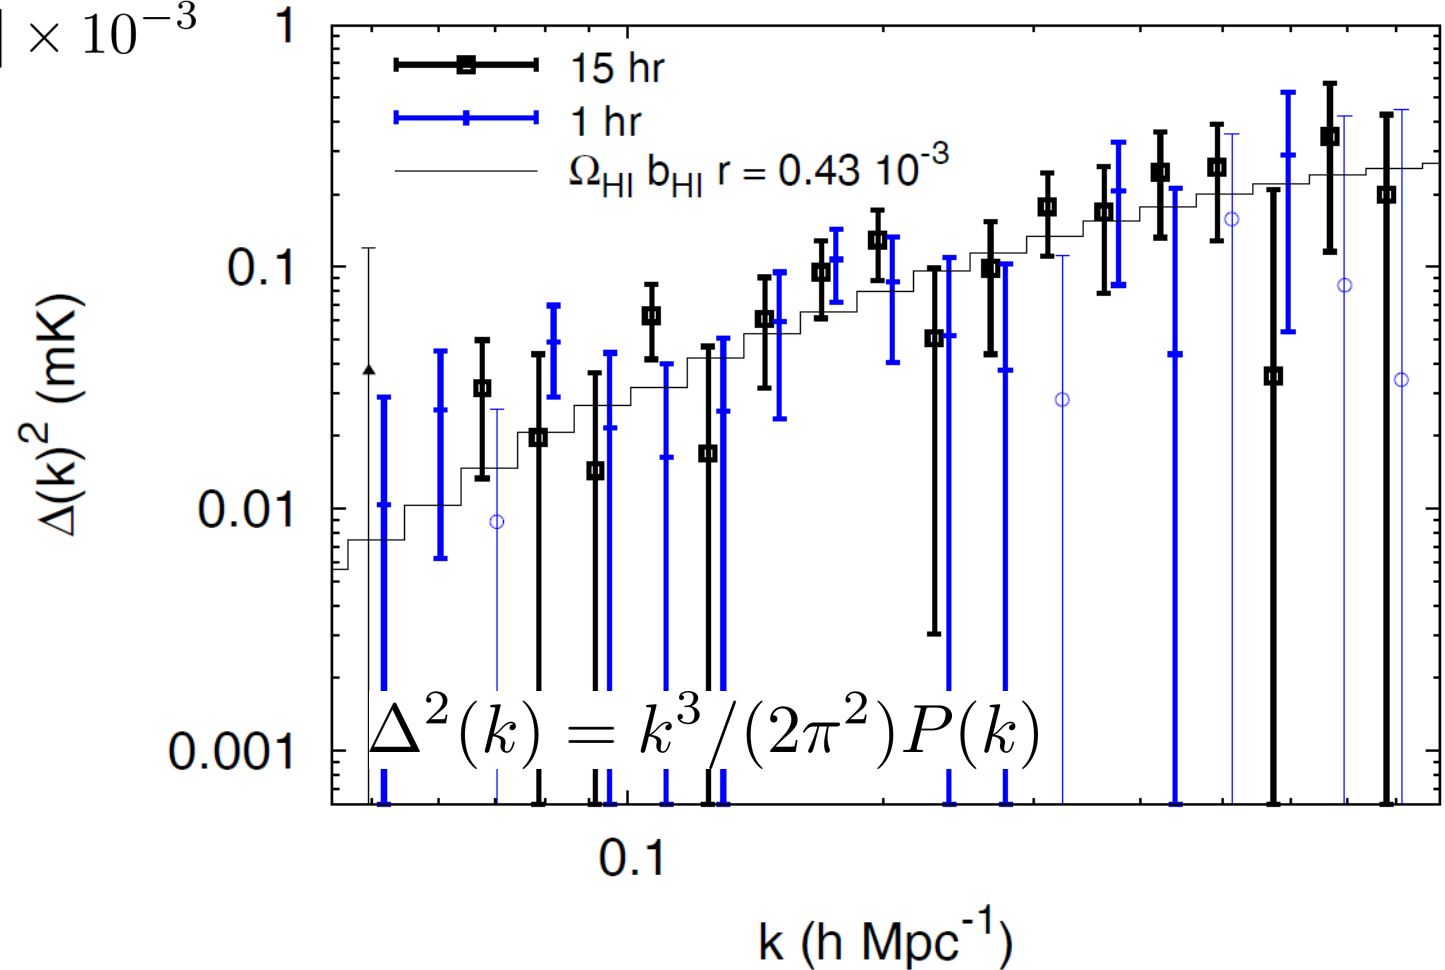 ] × 10⁻³
1
15 hr
1 hr
Ω_HI b_HI r = 0.43 10⁻³
0.1
0.01
0.001
Δ(k)² (mK)
Δ²(k) = k³/(2π²)P(k)
0.1
k (h Mpc⁻¹)